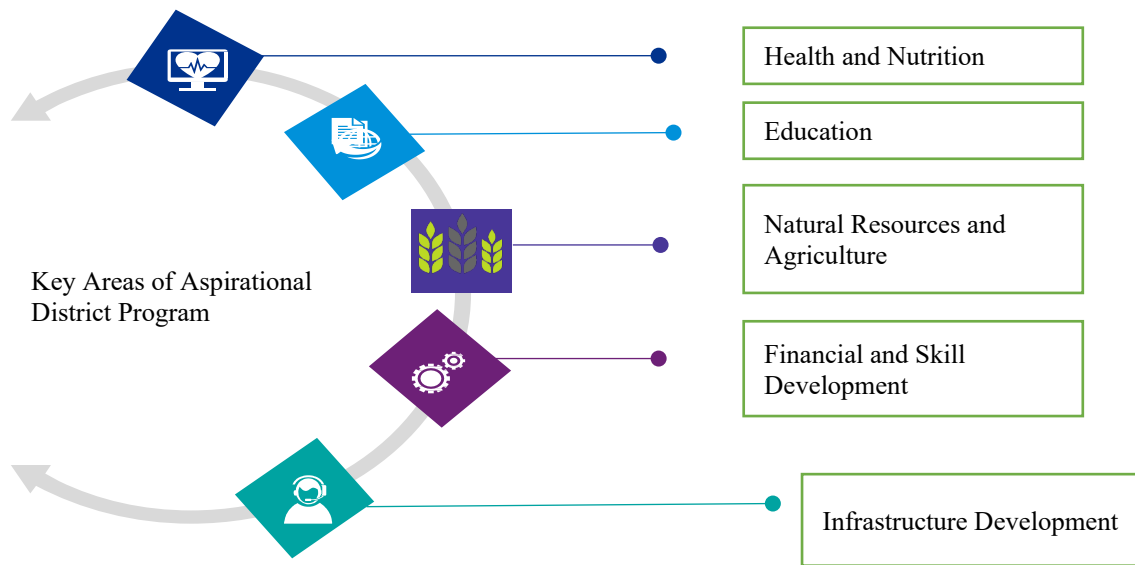 Health and Nutrition
Education
Natural Resources and
Agriculture
Key Areas of Aspirational
District Program
Financial and Skill
Development
Infrastructure Development